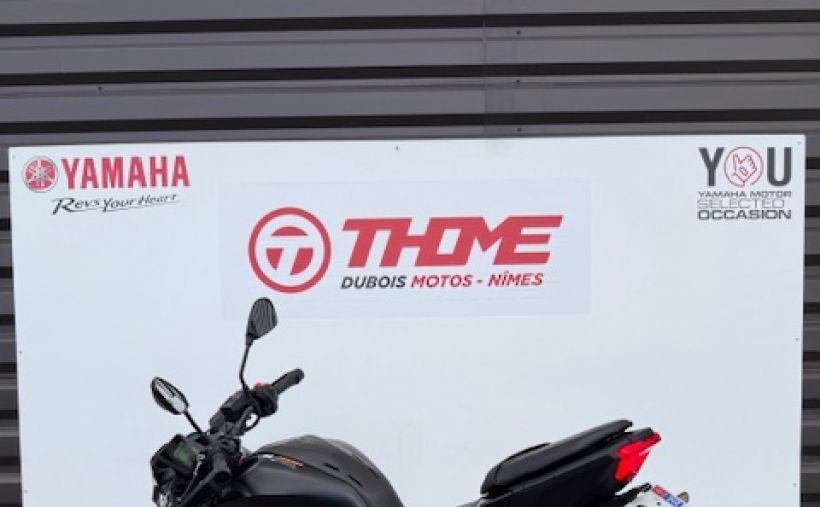 YAMAHA
Revs Your Heart
THOME
DUBOIS MOTOS - NÎMES
YOU
YAMAHA MOTOR
SELECTED
OCCASION